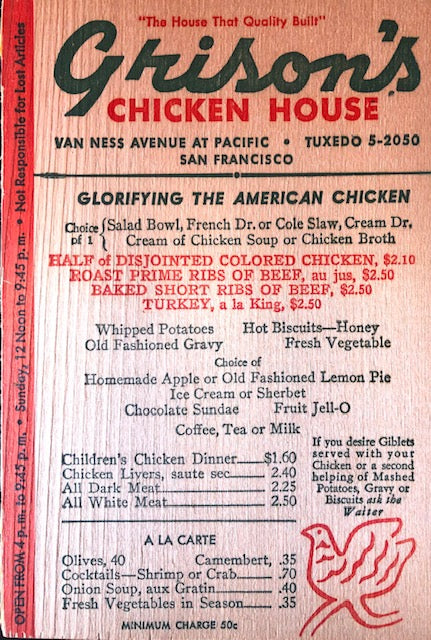 "The House That Quality Built"
Grison's
CHICKEN HOUSE
VAN NESS AVENUE AT PACIFIC • TUXEDO 5-2050
SAN FRANCISCO
GLORIFYING THE AMERICAN CHICKEN
Choice of 1 { Salad Bowl, French Dr. or Cole Slaw, Cream Dr.
Cream of Chicken Soup or Chicken Broth
HALF of DISJOINTED COLORED CHICKEN, $2.10
ROAST PRIME RIBS OF BEEF, au jus, $2.50
BAKED SHORT RIBS OF BEEF, $2.50
TURKEY, a la King, $2.50
Whipped Potatoes Hot Biscuits—Honey
Old Fashioned Gravy Fresh Vegetable
Choice of
Homemade Apple or Old Fashioned Lemon Pie
Ice Cream or Sherbet
Chocolate Sundae Fruit Jell-O
Coffee, Tea or Milk
Children's Chicken Dinner $1.60
Chicken Livers, saute sec 2.40
All Dark Meat 2.25
All White Meat 2.50
If you desire Giblets
served with your
Chicken or a second
helping of Mashed
Potatoes, Gravy or
Biscuits ask the
Waiter
A LA CARTE
Olives, 40 Camembert, .35
Cocktails—Shrimp or Crab .70
Onion Soup, aux Gratin .40
Fresh Vegetables in Season .35
MINIMUM CHARGE 50c
OPEN FROM 4 p. m. to 9:45 p. m. • Sunday, 12 Noon to 9:45 p. m. • Not Responsible for Lost Articles